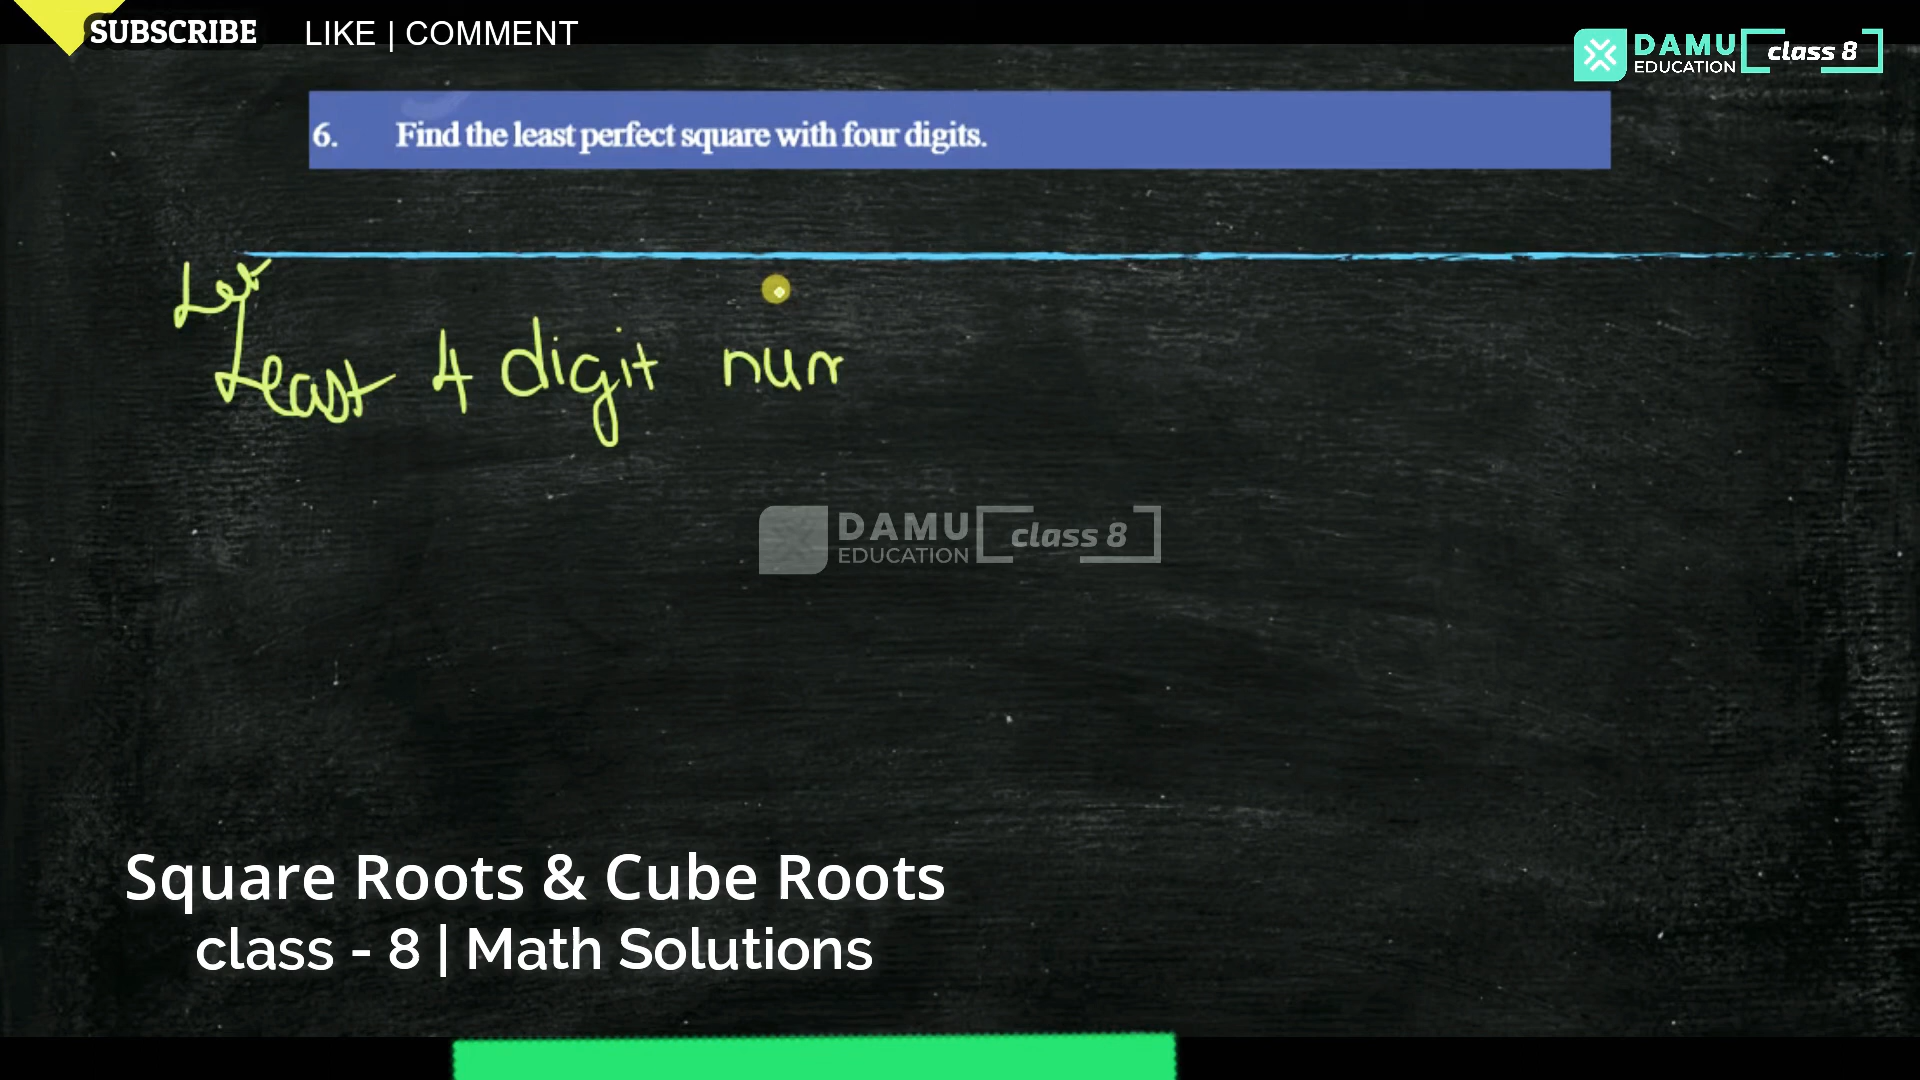 SUBSCRIBE LIKE | COMMENT
DAMU EDUCATION class 8
6. Find the least perfect square with four digits.
Let
Least 4 digit num
DAMU EDUCATION class 8
Square Roots & Cube Roots
class - 8 | Math Solutions